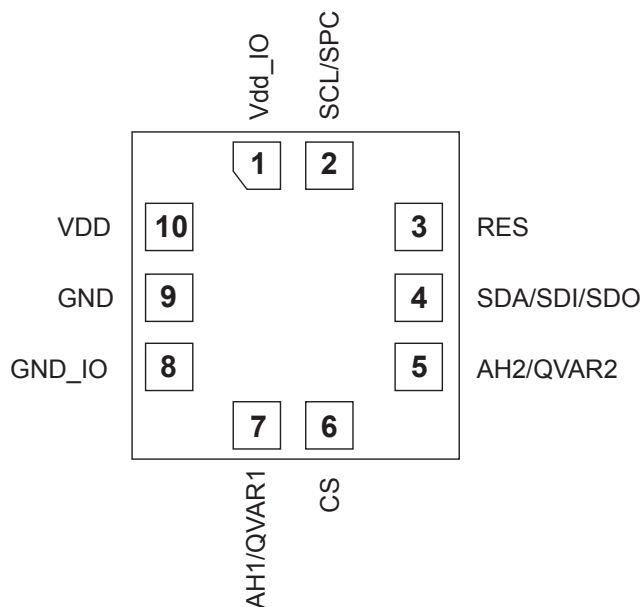 Vdd_IO
SCL/SPC
1
2
VDD
10
3
RES
GND
9
4
SDA/SDI/SDO
GND_IO
8
5
AH2/QVAR2
7
6
AH1/QVAR1
CS